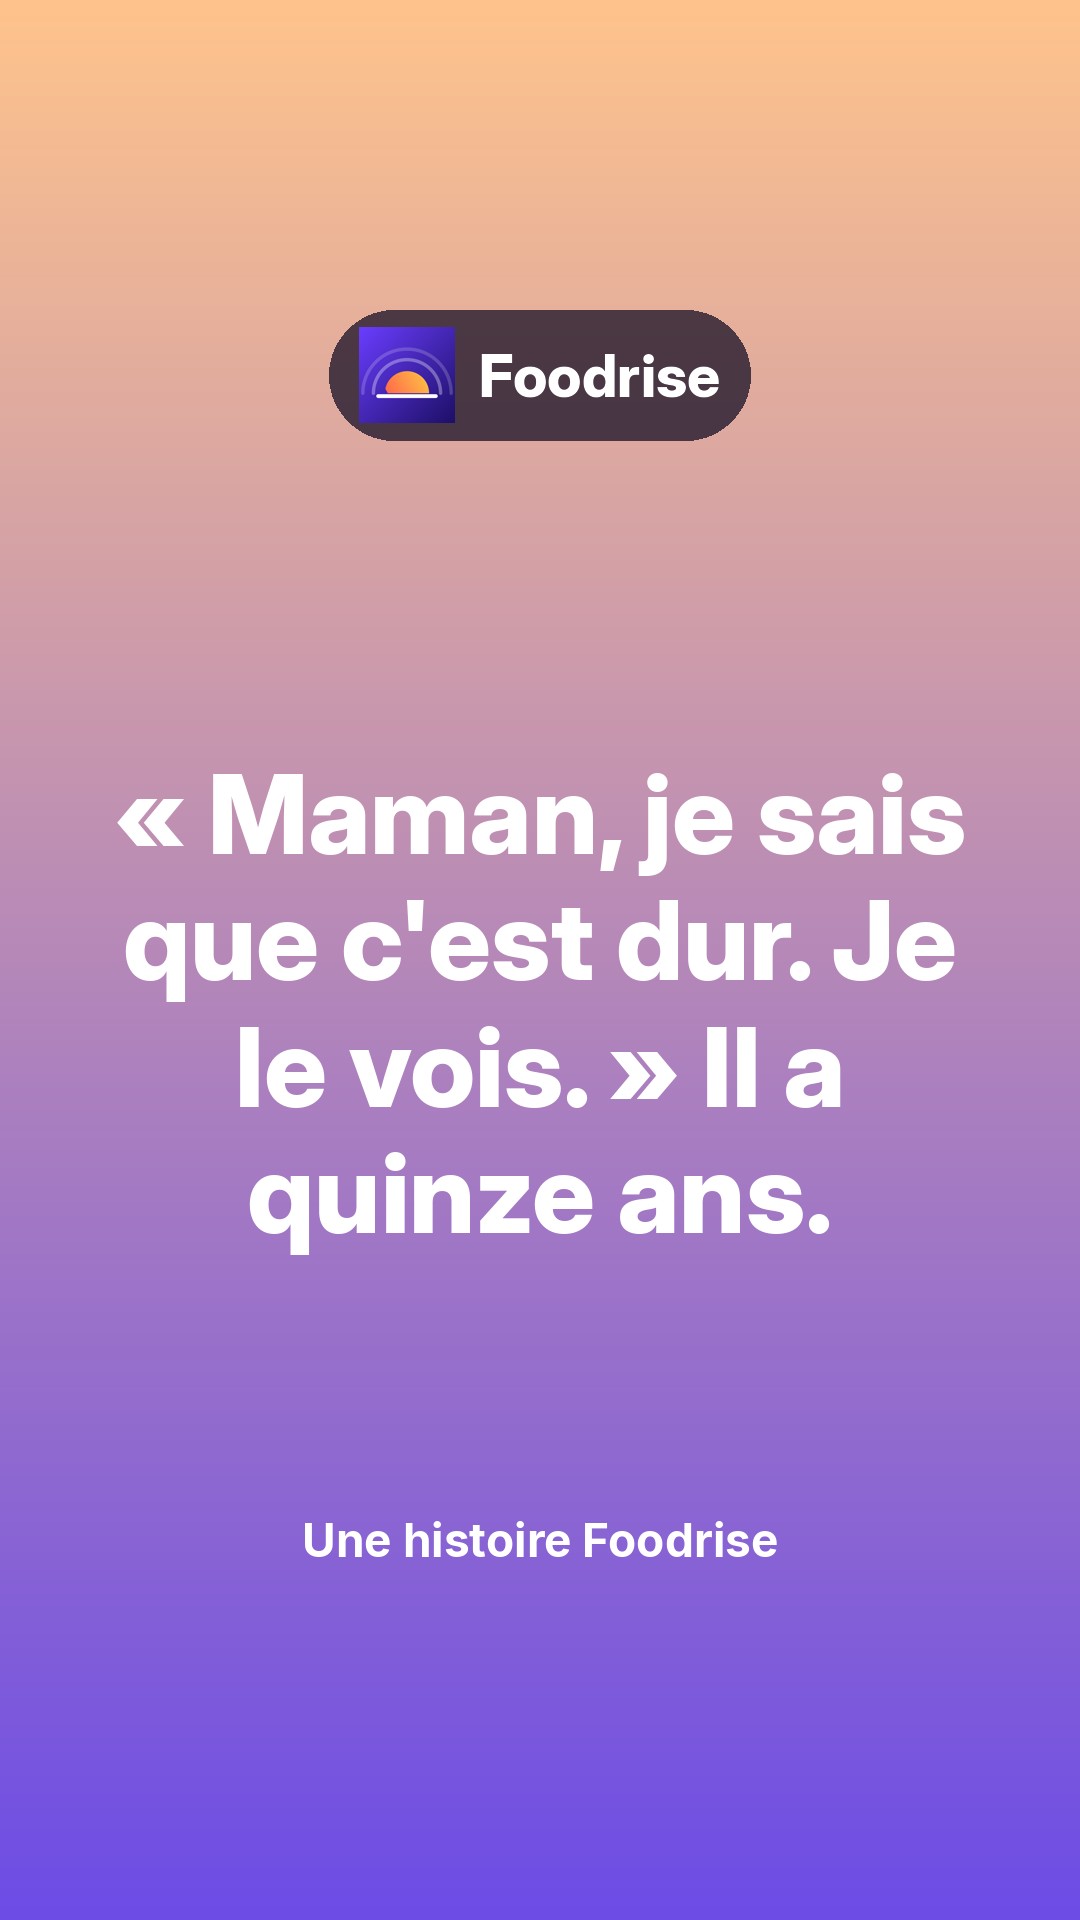 Foodrise
« Maman, je sais
que c'est dur. Je
le vois. » Il a
quinze ans.
Une histoire Foodrise